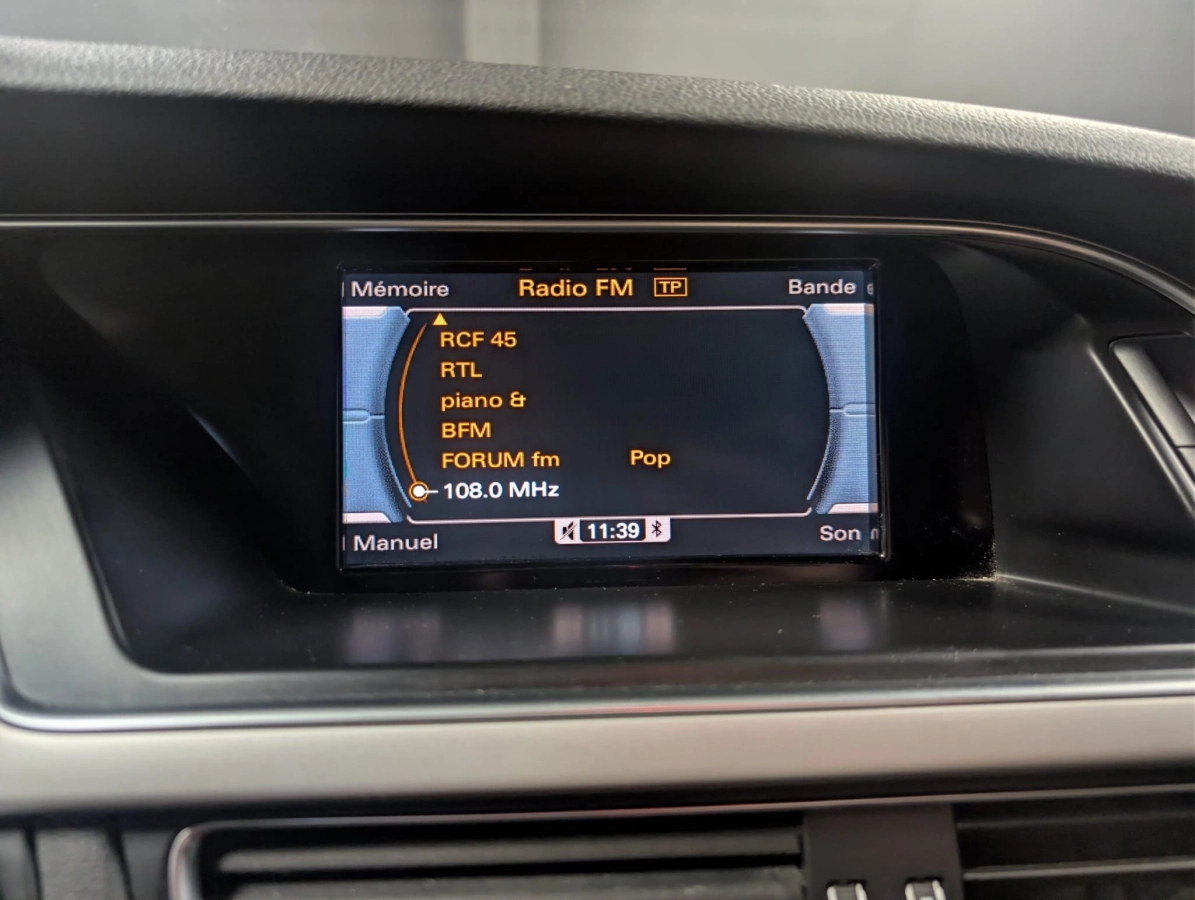 Mémoire Radio FM TP Bande
RCF 45
RTL
piano &
BFM
FORUM fm Pop
108.0 MHz
Manuel 11:39 Son